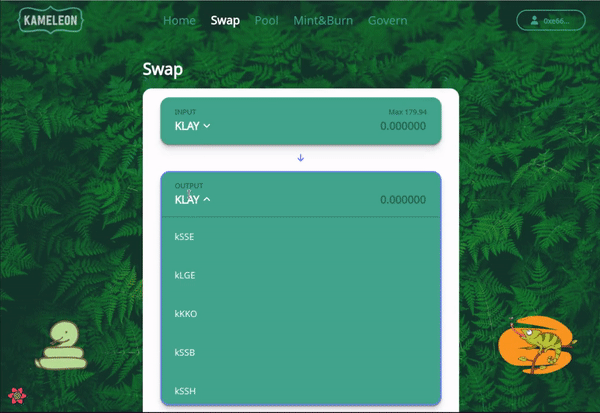 KAMELEON
Home Swap Pool Mint&Burn Govern
0xe66...
Swap
INPUT
Max 179.94
KLAY
0.000000
OUTPUT
KLAY
0.000000
kSSE
kLGE
kKKO
kSSB
kSSH